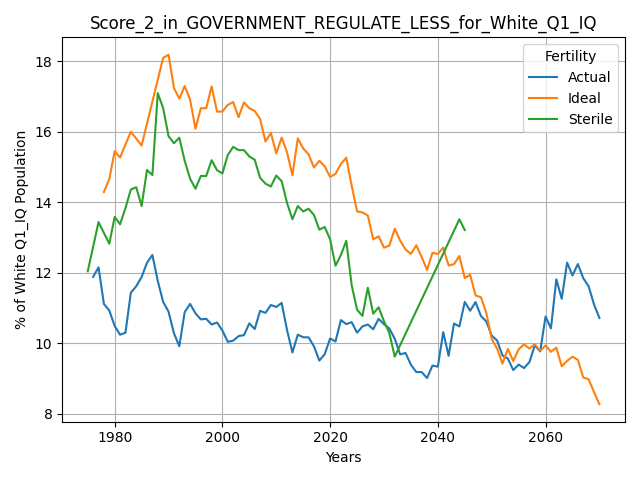 Score_2_in_GOVERNMENT_REGULATE_LESS_for_White_Q1_IQ
Fertility
Actual
Ideal
Sterile
% of White Q1_IQ Population
18
16
14
12
10
8
1980
2000
2020
2040
2060
Years